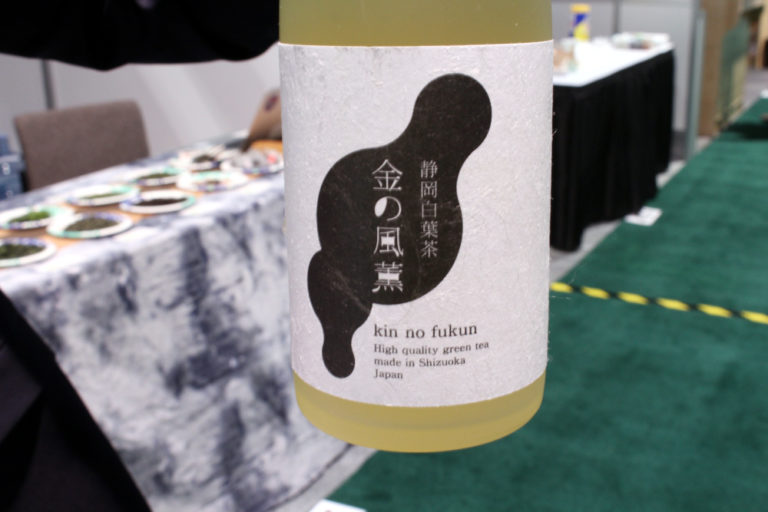 静岡白葉茶
金の風薫
kin no fukun
High quality green tea
made in Shizuoka
Japan